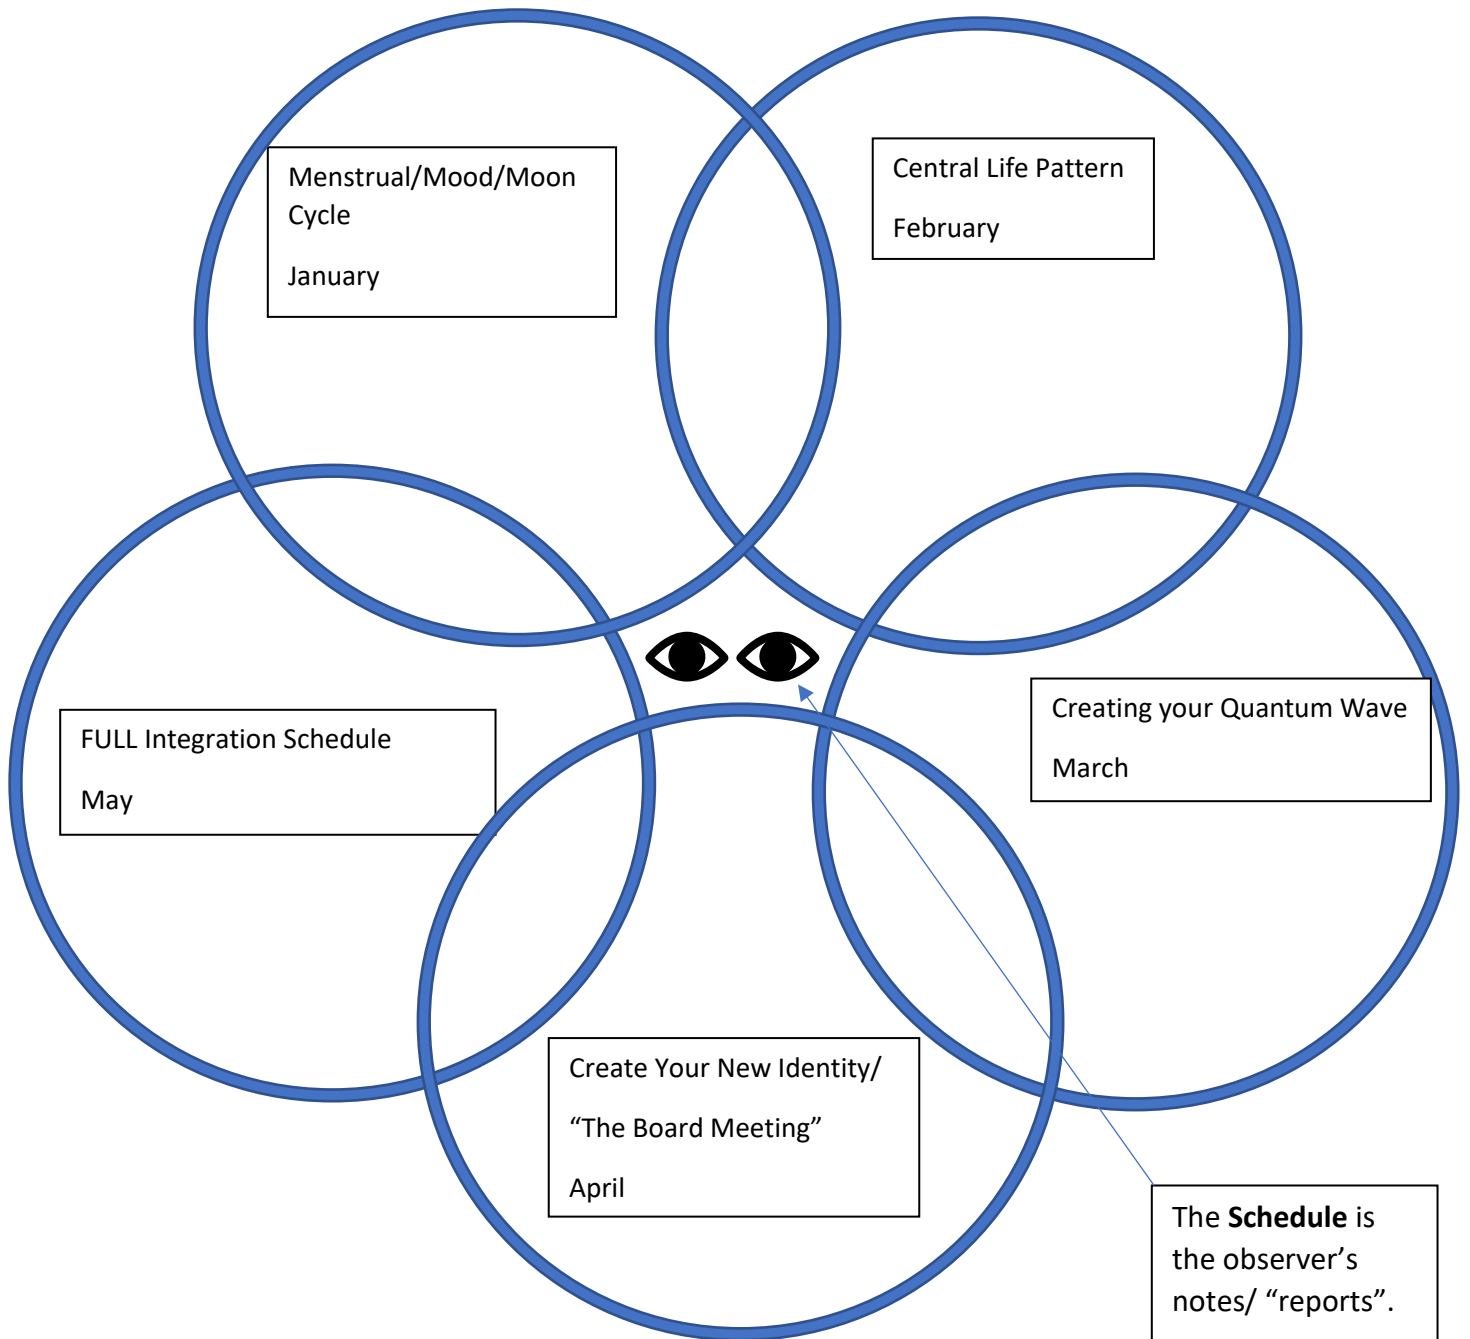 Menstrual/Mood/Moon
Cycle
January
Central Life Pattern
February
Creating your Quantum Wave
March
FULL Integration Schedule
May
Create Your New Identity/
“The Board Meeting”
April
The Schedule is
the observer’s
notes/ “reports”.